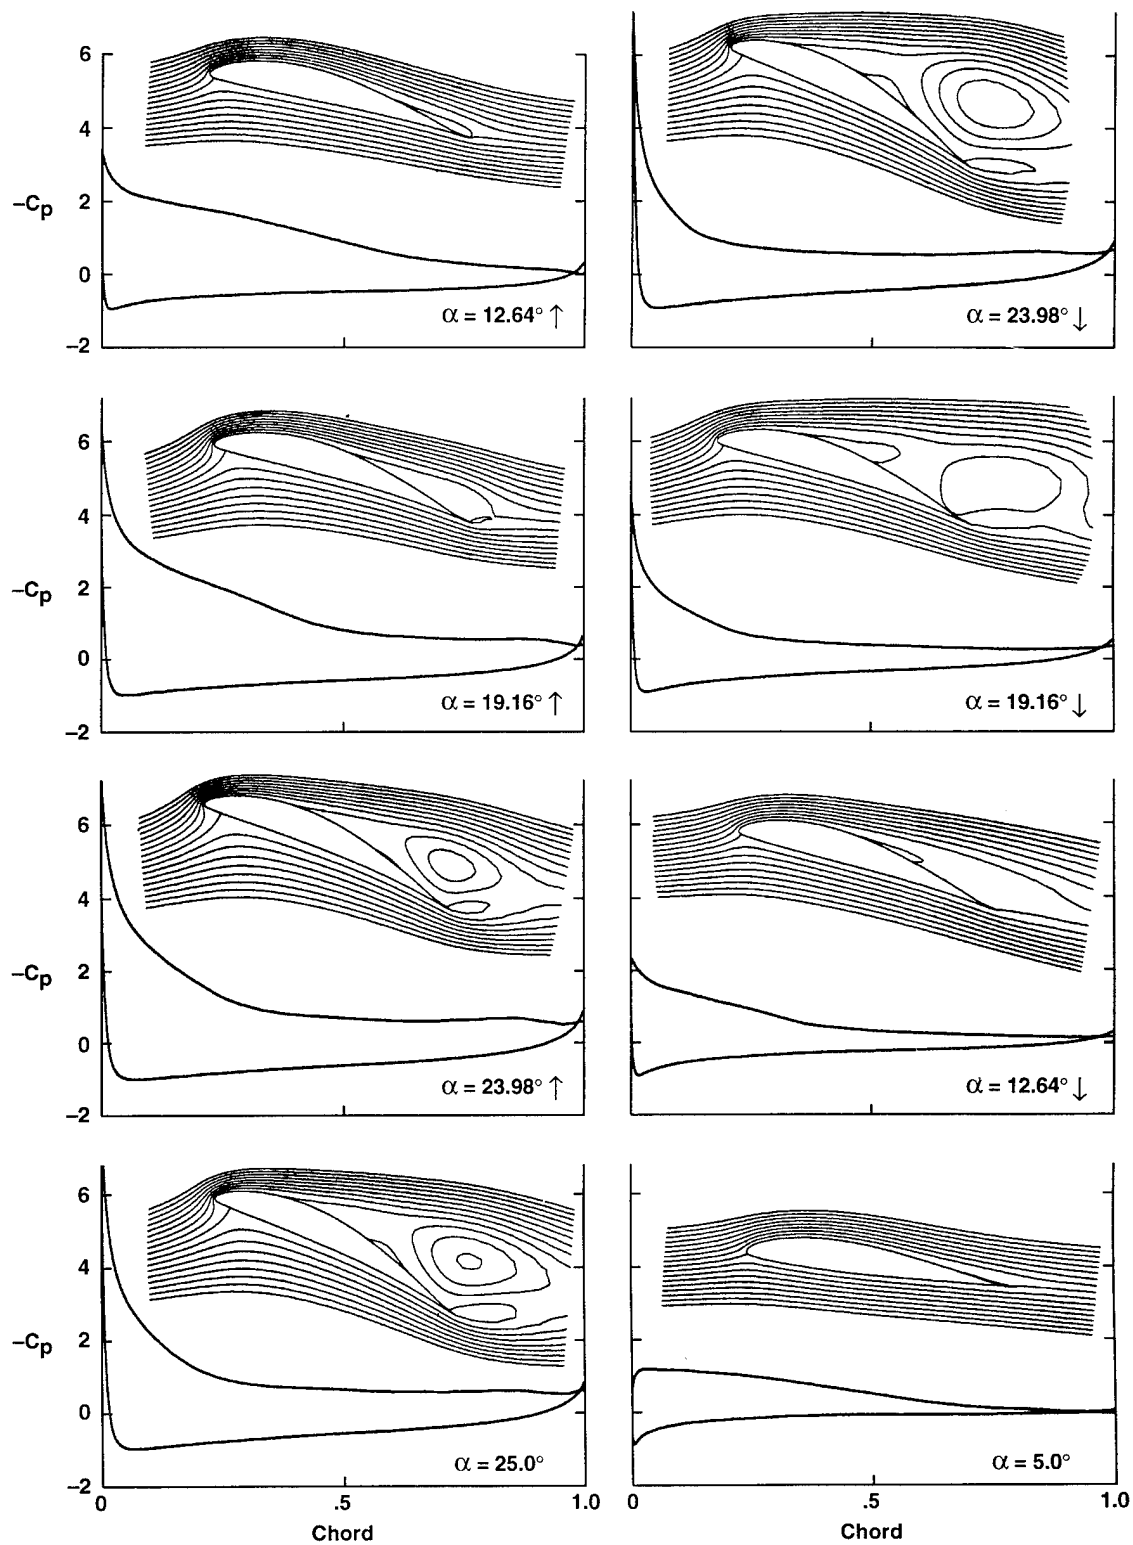 6
4
2
–Cp
0
–2
α = 12.64° ↑
α = 23.98° ↓
6
4
2
–Cp
0
–2
α = 19.16° ↑
α = 19.16° ↓
6
4
2
–Cp
0
–2
α = 23.98° ↑
α = 12.64° ↓
6
4
2
–Cp
0
–2
α = 25.0°
α = 5.0°
0 .5 1.0
Chord
0 .5 1.0
Chord